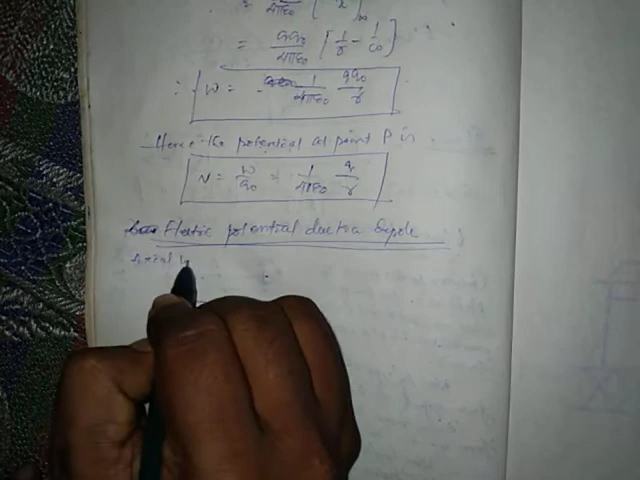 = qq₀/4πε₀ [1/r - 1/∞]
∴ W = 1/4πε₀ qq₀/r
Hence the potential at point P is
V = W/q₀ = 1/4πε₀ q/r
Electric potential due to a dipole
Axial